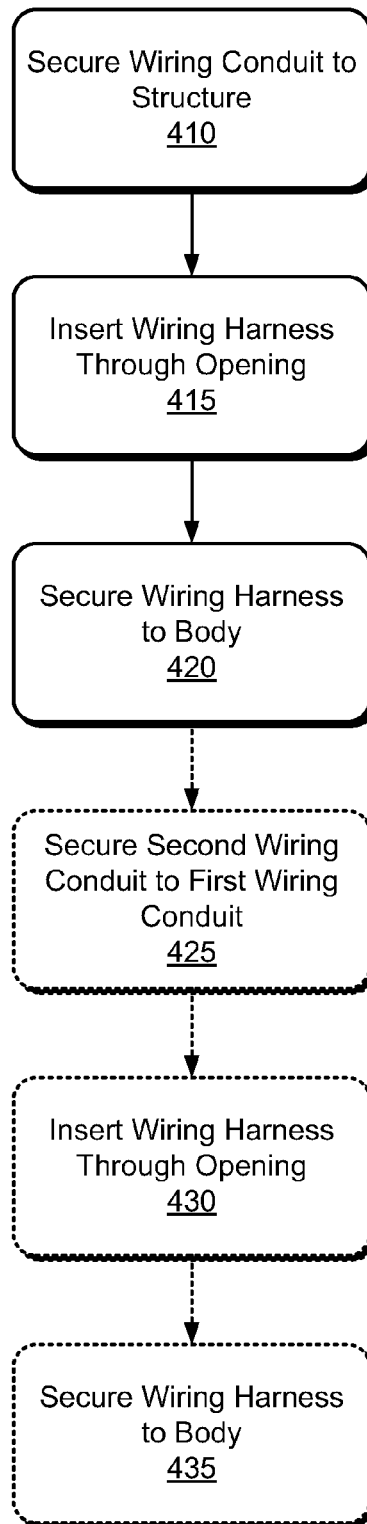 Secure Wiring Conduit to
Structure
410
Insert Wiring Harness
Through Opening
415
Secure Wiring Harness
to Body
420
Secure Second Wiring
Conduit to First Wiring
Conduit
425
Insert Wiring Harness
Through Opening
430
Secure Wiring Harness
to Body
435